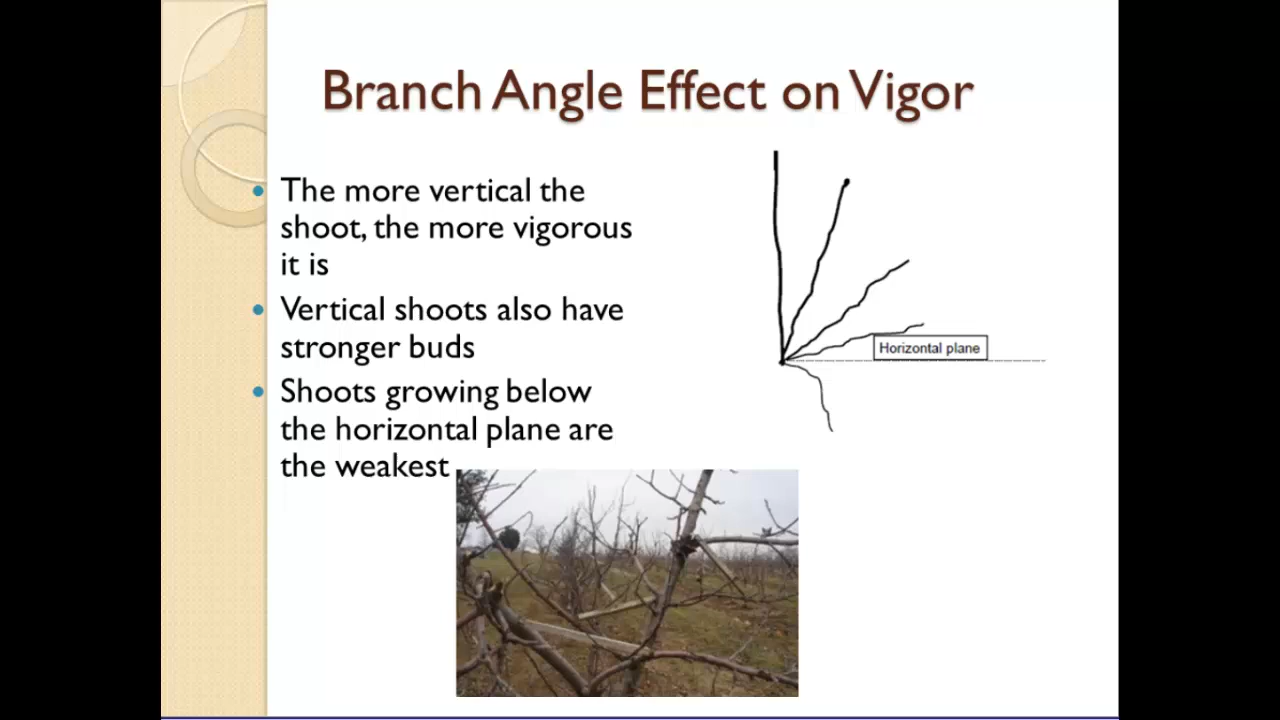 Branch Angle Effect on Vigor
The more vertical the
shoot, the more vigorous
it is
Vertical shoots also have
stronger buds
Shoots growing below
the horizontal plane are
the weakest
Horizontal plane